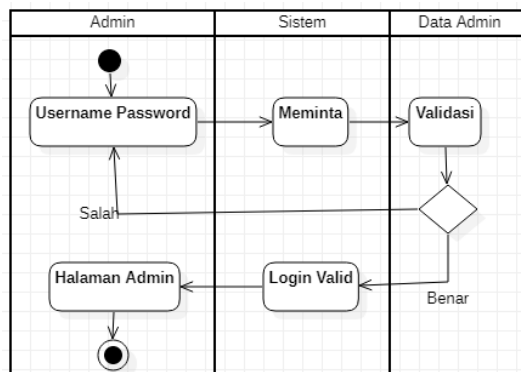 Admin
Sistem
Data Admin
Username Password
Meminta
Validasi
Salah
Halaman Admin
Login Valid
Benar